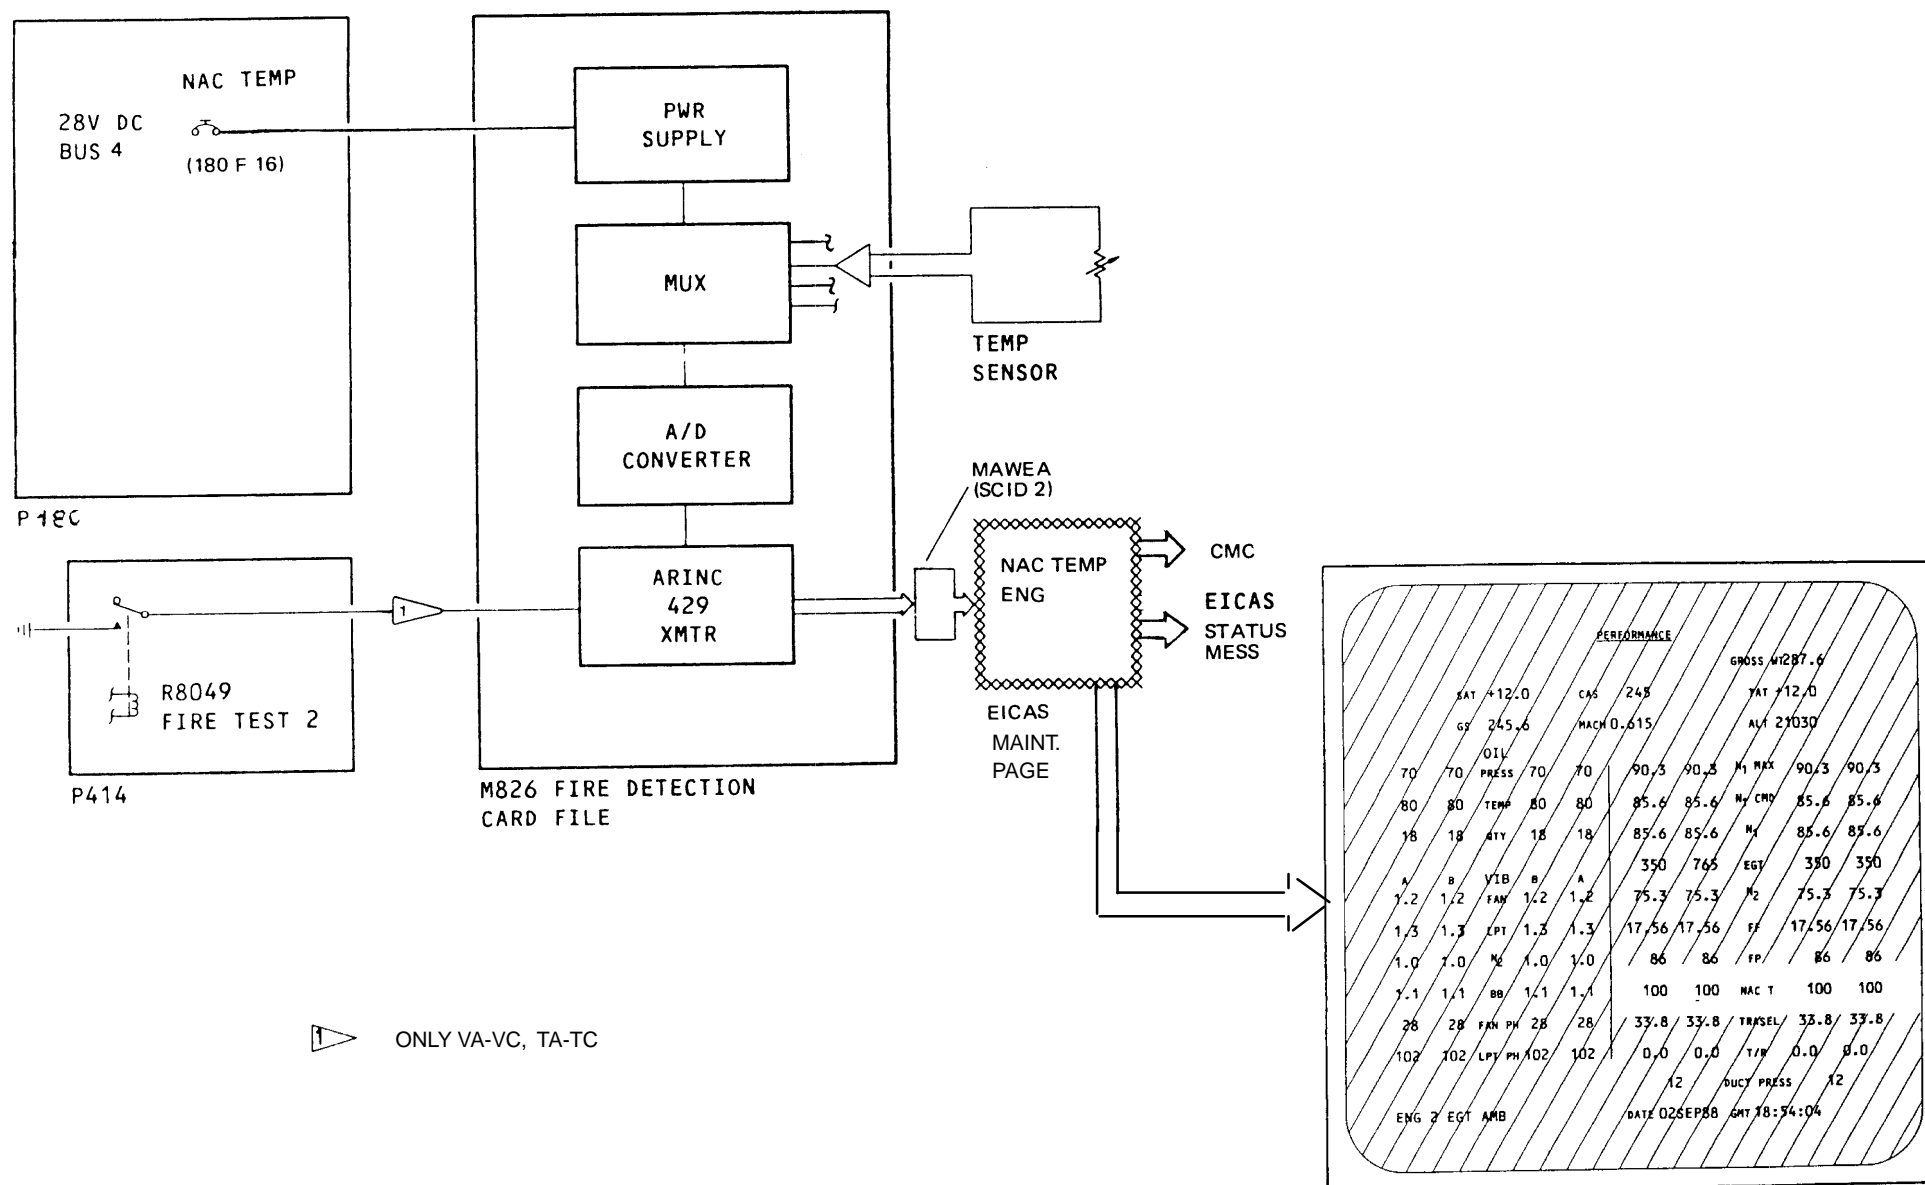 NAC TEMP
28V DC
BUS 4
(180 F 16)
P180
PWR
SUPPLY
MUX
A/D
CONVERTER
ARINC
429
XMTR
M826 FIRE DETECTION
CARD FILE
TEMP
SENSOR
R8049
FIRE TEST 2
P414
1
MAWEA
(SCID 2)
NAC TEMP
ENG
EICAS
MAINT.
PAGE
CMC
EICAS
STATUS
MESS
1 ONLY VA-VC, TA-TC
PERFORMANCE
GROSS WT 287.6
SAT +12.0 CAS 245 TAT +12.0
GS 245.6 MACH 0.615 ALT 21030
OIL
70 70 PRESS 70 70 90.3 90.3 N1 MAX 90.3 90.3
80 80 TEMP 80 80 85.6 85.6 N1 CMD 85.6 85.6
18 18 QTY 18 18 85.6 85.6 N1 85.6 85.6
350 765 EGT 350 350
A B VIB B A
1.2 1.2 FAN 1.2 1.2 75.3 75.3 N2 75.3 75.3
1.3 1.3 LPT 1.3 1.3 17.56 17.56 FF 17.56 17.56
1.0 1.0 N2 1.0 1.0 86 86 FP 86 86
1.1 1.1 BB 1.1 1.1 100 100 NAC T 100 100
28 28 FAN PH 28 28 33.8 33.8 TRASEL 33.8 33.8
102 102 LPT PH 102 102 0.0 0.0 T/R 0.0 0.0
12 DUCT PRESS 12
ENG 2 EGT AMB DATE 02SEP88 GMT 18:54:04